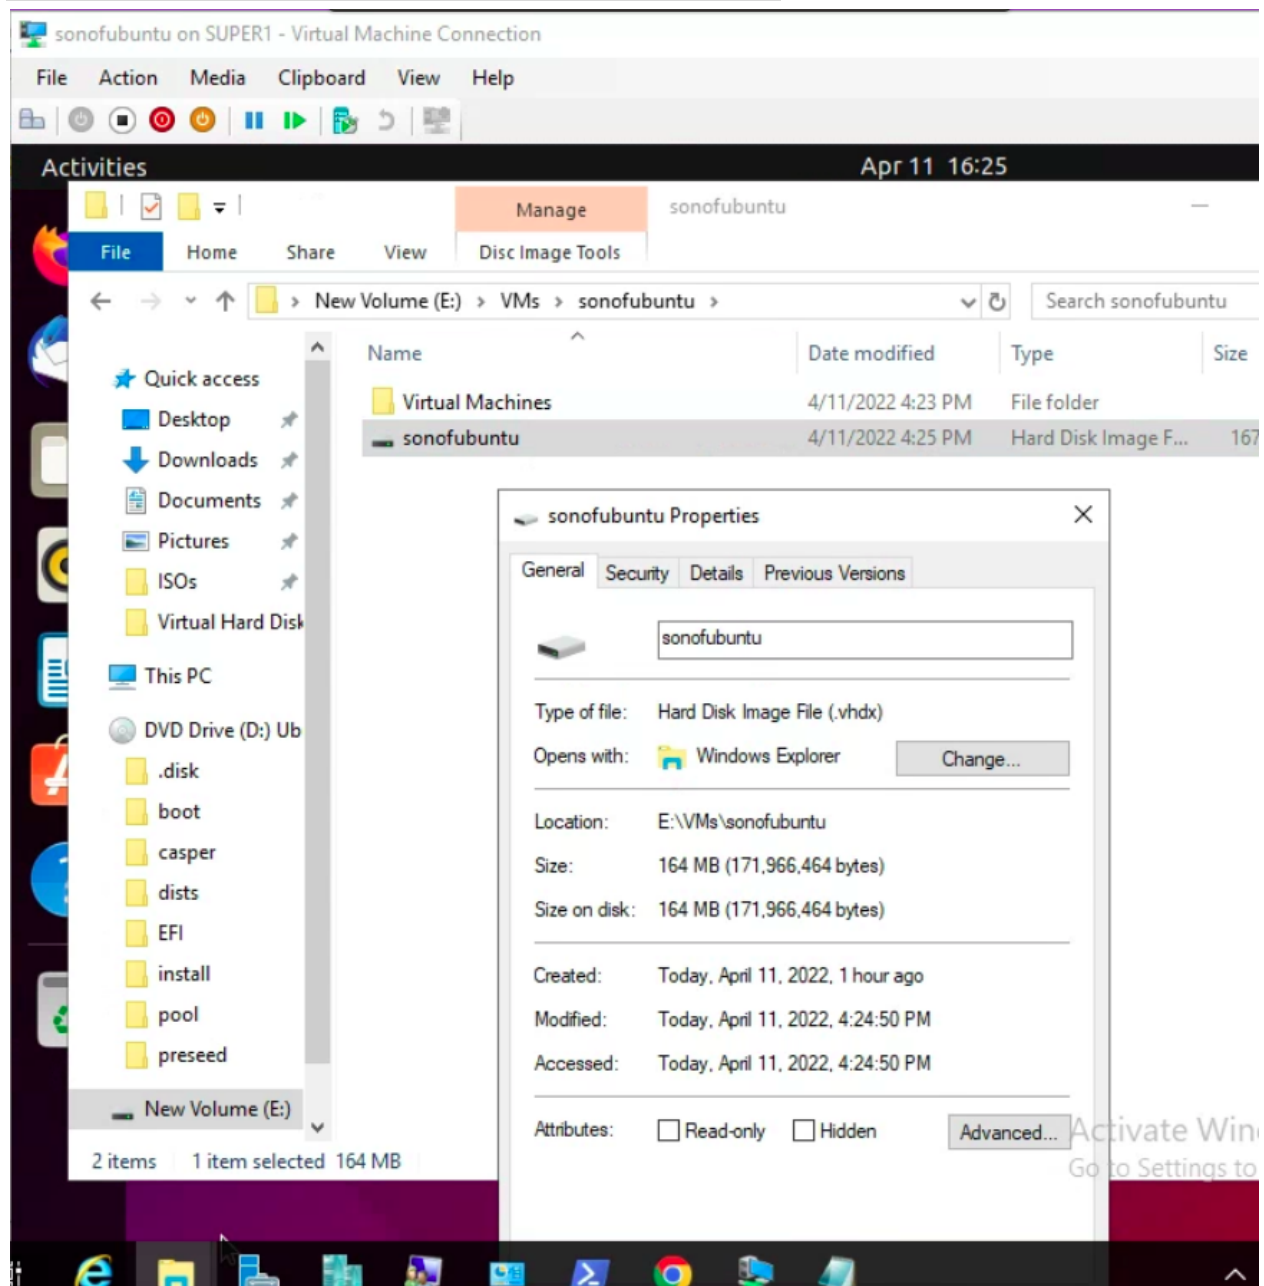 sonofubuntu on SUPER1 - Virtual Machine Connection
File Action Media Clipboard View Help
Activities Apr 11 16:25
Manage sonofubuntu
File Home Share View Disc Image Tools
New Volume (E:) > VMs > sonofubuntu > Search sonofubuntu
Name Date modified Type Size
Quick access
Desktop
Downloads
Documents
Pictures
ISOs
Virtual Hard Disk
This PC
DVD Drive (D:) Ub
.disk
boot
casper
dists
EFI
install
pool
preseed
New Volume (E:)
Virtual Machines 4/11/2022 4:23 PM File folder
sonofubuntu 4/11/2022 4:25 PM Hard Disk Image F... 167
sonofubuntu Properties
General Security Details Previous Versions
sonofubuntu
Type of file: Hard Disk Image File (.vhdx)
Opens with: Windows Explorer Change...
Location: E:\VMs\sonofubuntu
Size: 164 MB (171,966,464 bytes)
Size on disk: 164 MB (171,966,464 bytes)
Created: Today, April 11, 2022, 1 hour ago
Modified: Today, April 11, 2022, 4:24:50 PM
Accessed: Today, April 11, 2022, 4:24:50 PM
Attributes: Read-only Hidden Advanced...
Activate Win
Go to Settings to
2 items 1 item selected 164 MB